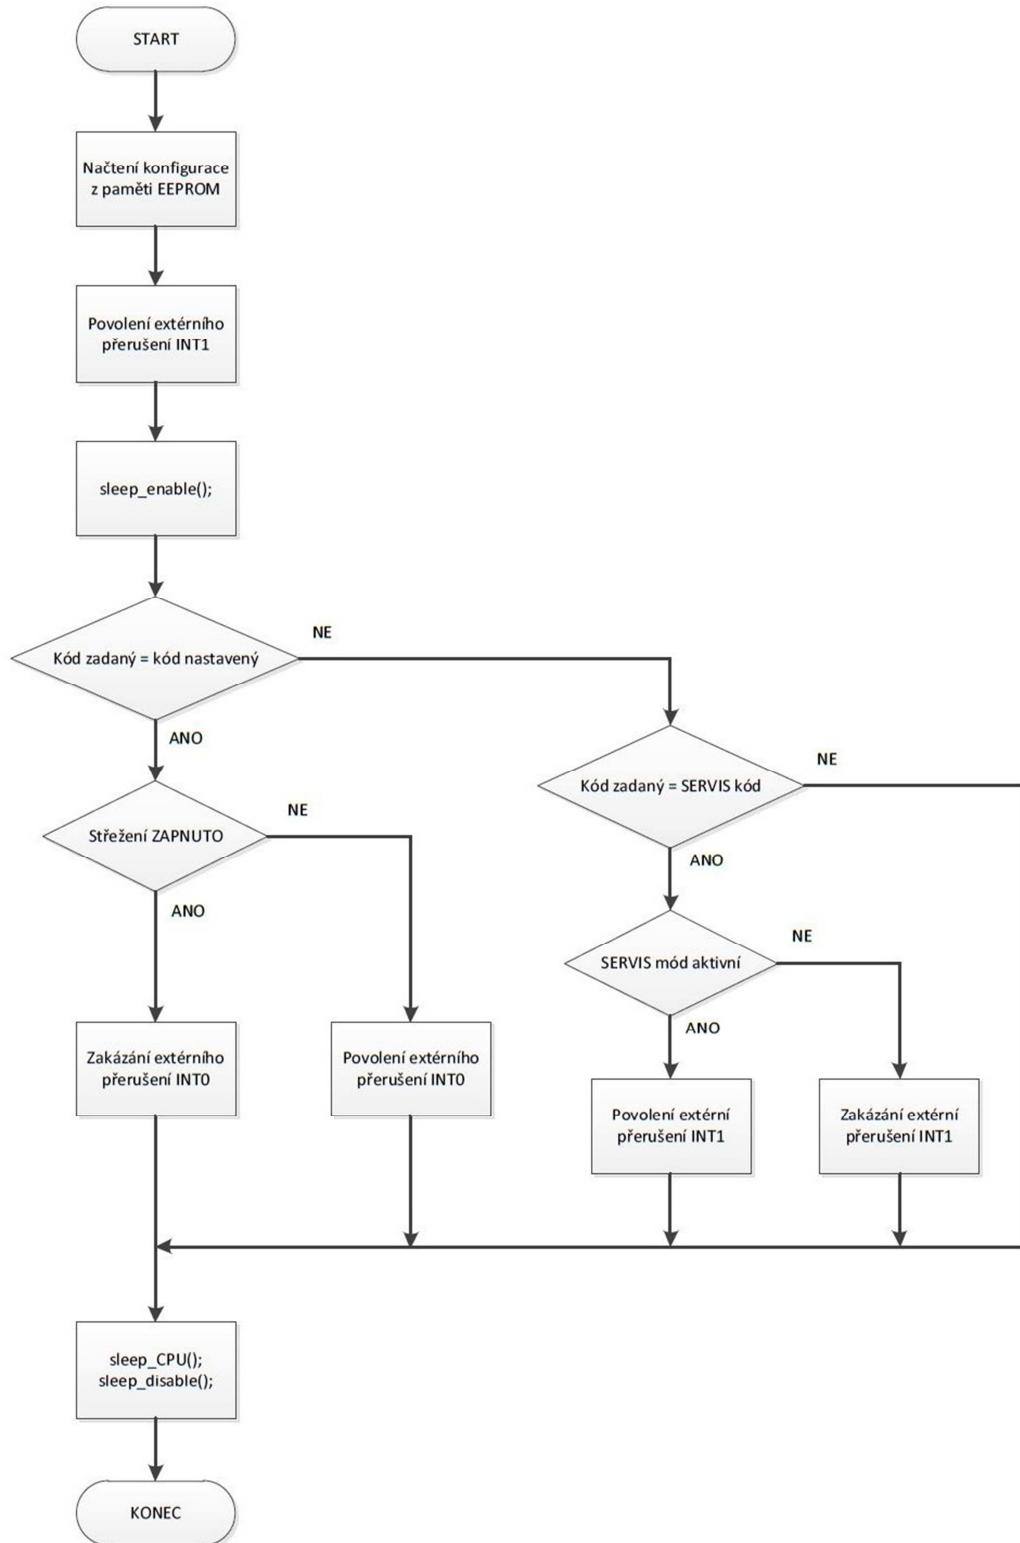 START
Načtení konfigurace
z paměti EEPROM
Povolení extérního
přerušení INT1
sleep_enable();
Kód zadaný = kód nastavený
NE
ANO
Kód zadaný = SERVIS kód
NE
ANO
Střežení ZAPNUTO
NE
ANO
SERVIS mód aktivní
NE
ANO
Zakázání extérního
přerušení INT0
Povolení extérního
přerušení INT0
Povolení extérní
přerušení INT1
Zakázání extérní
přerušení INT1
sleep_CPU();
sleep_disable();
KONEC